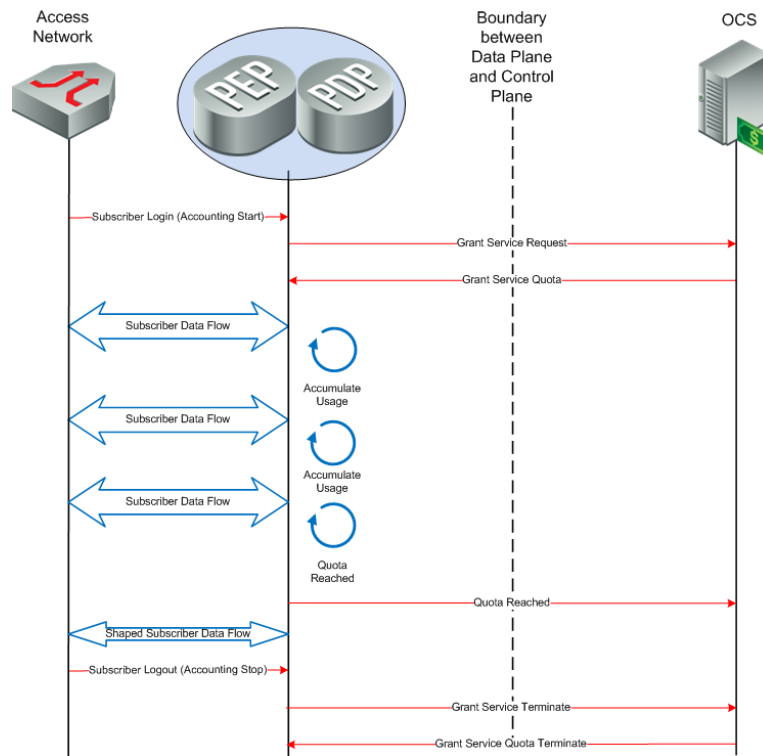 Access
Network
PEP
PDP
Boundary
between
Data Plane
and Control
Plane
OCS
$
Subscriber Login (Accounting Start)
Grant Service Request
Grant Service Quota
Subscriber Data Flow
Accumulate
Usage
Subscriber Data Flow
Accumulate
Usage
Subscriber Data Flow
Quota
Reached
Quota Reached
Shaped Subscriber Data Flow
Subscriber Logout (Accounting Stop)
Grant Service Terminate
Grant Service Quota Terminate